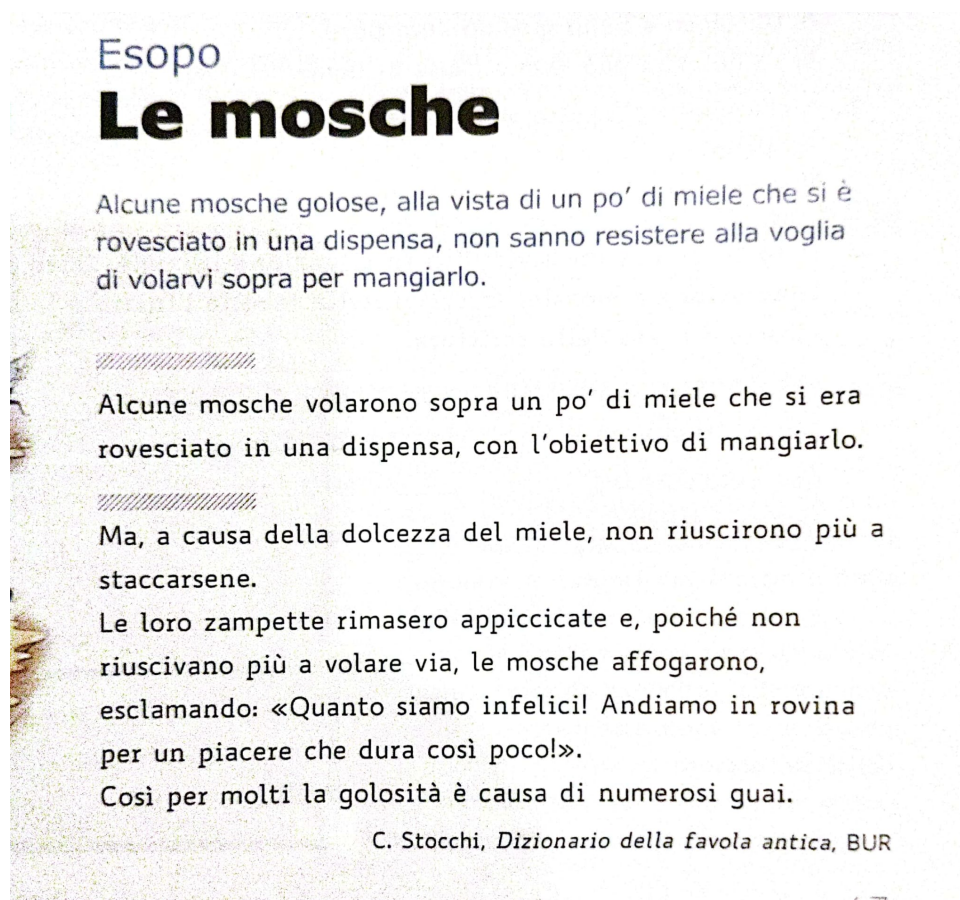 Esopo
Le mosche
Alcune mosche golose, alla vista di un po’ di miele che si è
rovesciato in una dispensa, non sanno resistere alla voglia
di volarvi sopra per mangiarlo.
Alcune mosche volarono sopra un po’ di miele che si era
rovesciato in una dispensa, con l’obiettivo di mangiarlo.
Ma, a causa della dolcezza del miele, non riuscirono più a
staccarsene.
Le loro zampette rimasero appiccicate e, poiché non
riuscivano più a volare via, le mosche affogarono,
esclamando: «Quanto siamo infelici! Andiamo in rovina
per un piacere che dura così poco!».
Così per molti la golosità è causa di numerosi guai.
C. Stocchi, Dizionario della favola antica, BUR